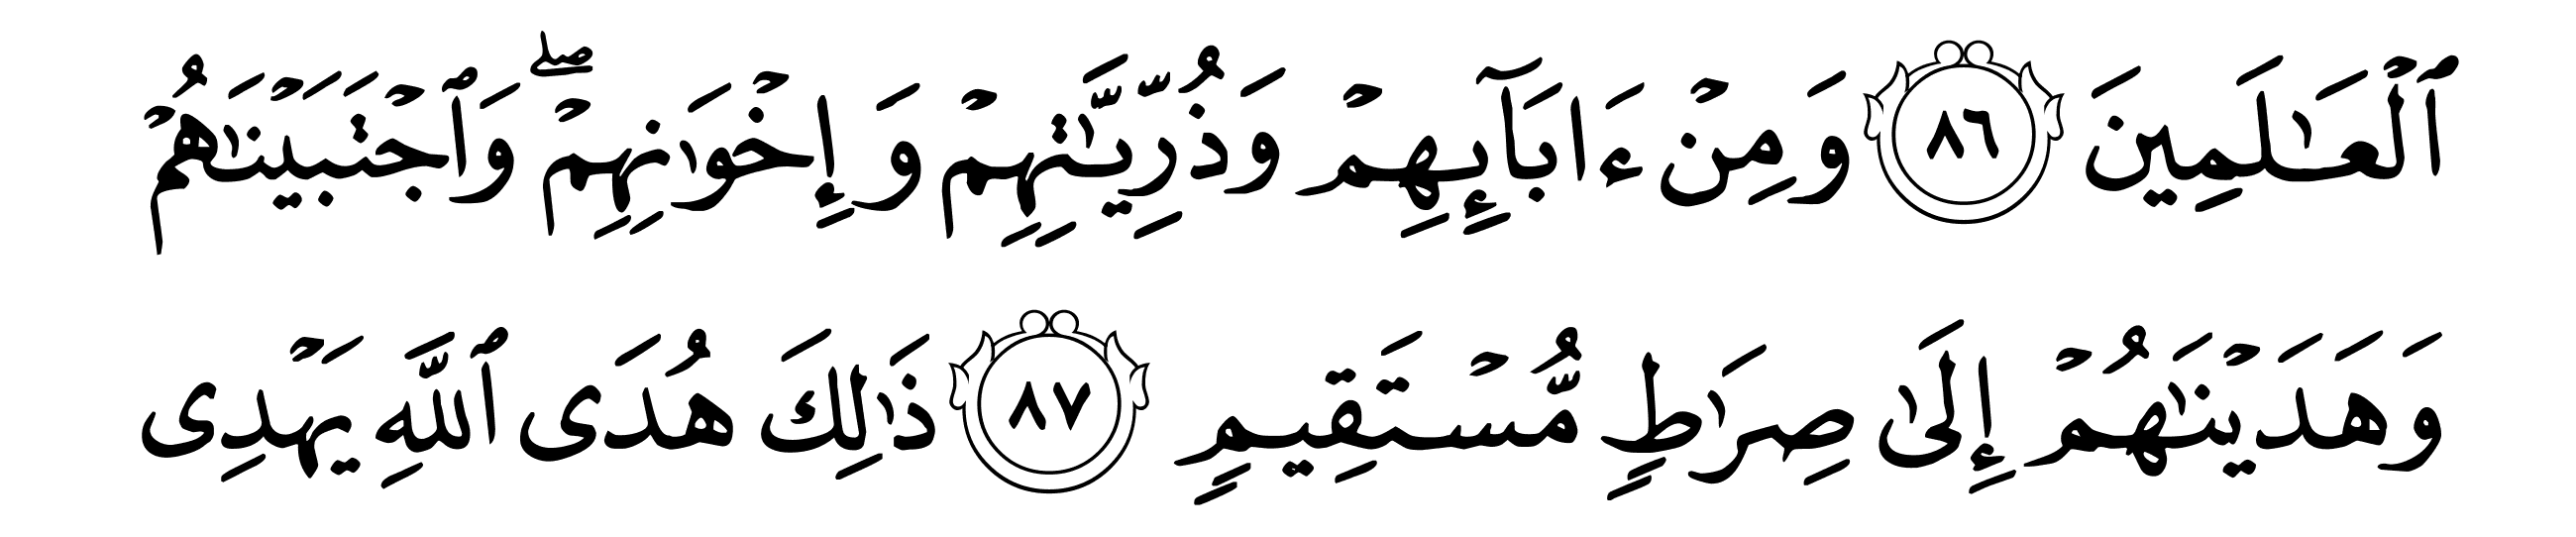 ٱلْعَـٰلَمِينَ ٨٦ وَمِنْ ءَابَآئِهِمْ وَذُرِّيَّـٰتِهِمْ وَإِخْوَٰنِهِمْ ۖ وَٱجْتَبَيْنَـٰهُمْ
وَهَدَيْنَـٰهُمْ إِلَىٰ صِرَٰطٍ مُّسْتَقِيمٍ ٨٧ ذَٰلِكَ هُدَى ٱللَّهِ يَهْدِى